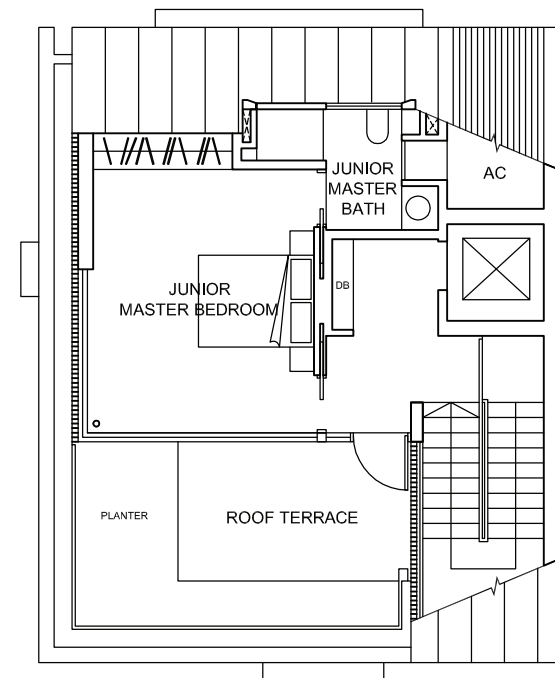 JUNIOR
MASTER
BATH
AC
JUNIOR
MASTER BEDROOM
DB
PLANTER
ROOF TERRACE